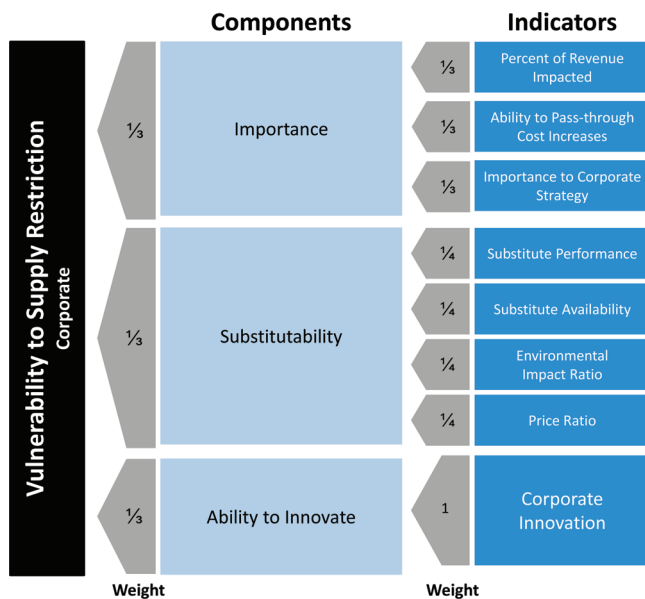 Components
Indicators
Vulnerability to Supply Restriction
Corporate
⅓
Importance
⅓
Percent of Revenue
Impacted
⅓
Ability to Pass-through
Cost Increases
⅓
Importance to Corporate
Strategy
⅓
Substitutability
¼
Substitute Performance
¼
Substitute Availability
¼
Environmental
Impact Ratio
¼
Price Ratio
⅓
Ability to Innovate
1
Corporate
Innovation
Weight
Weight